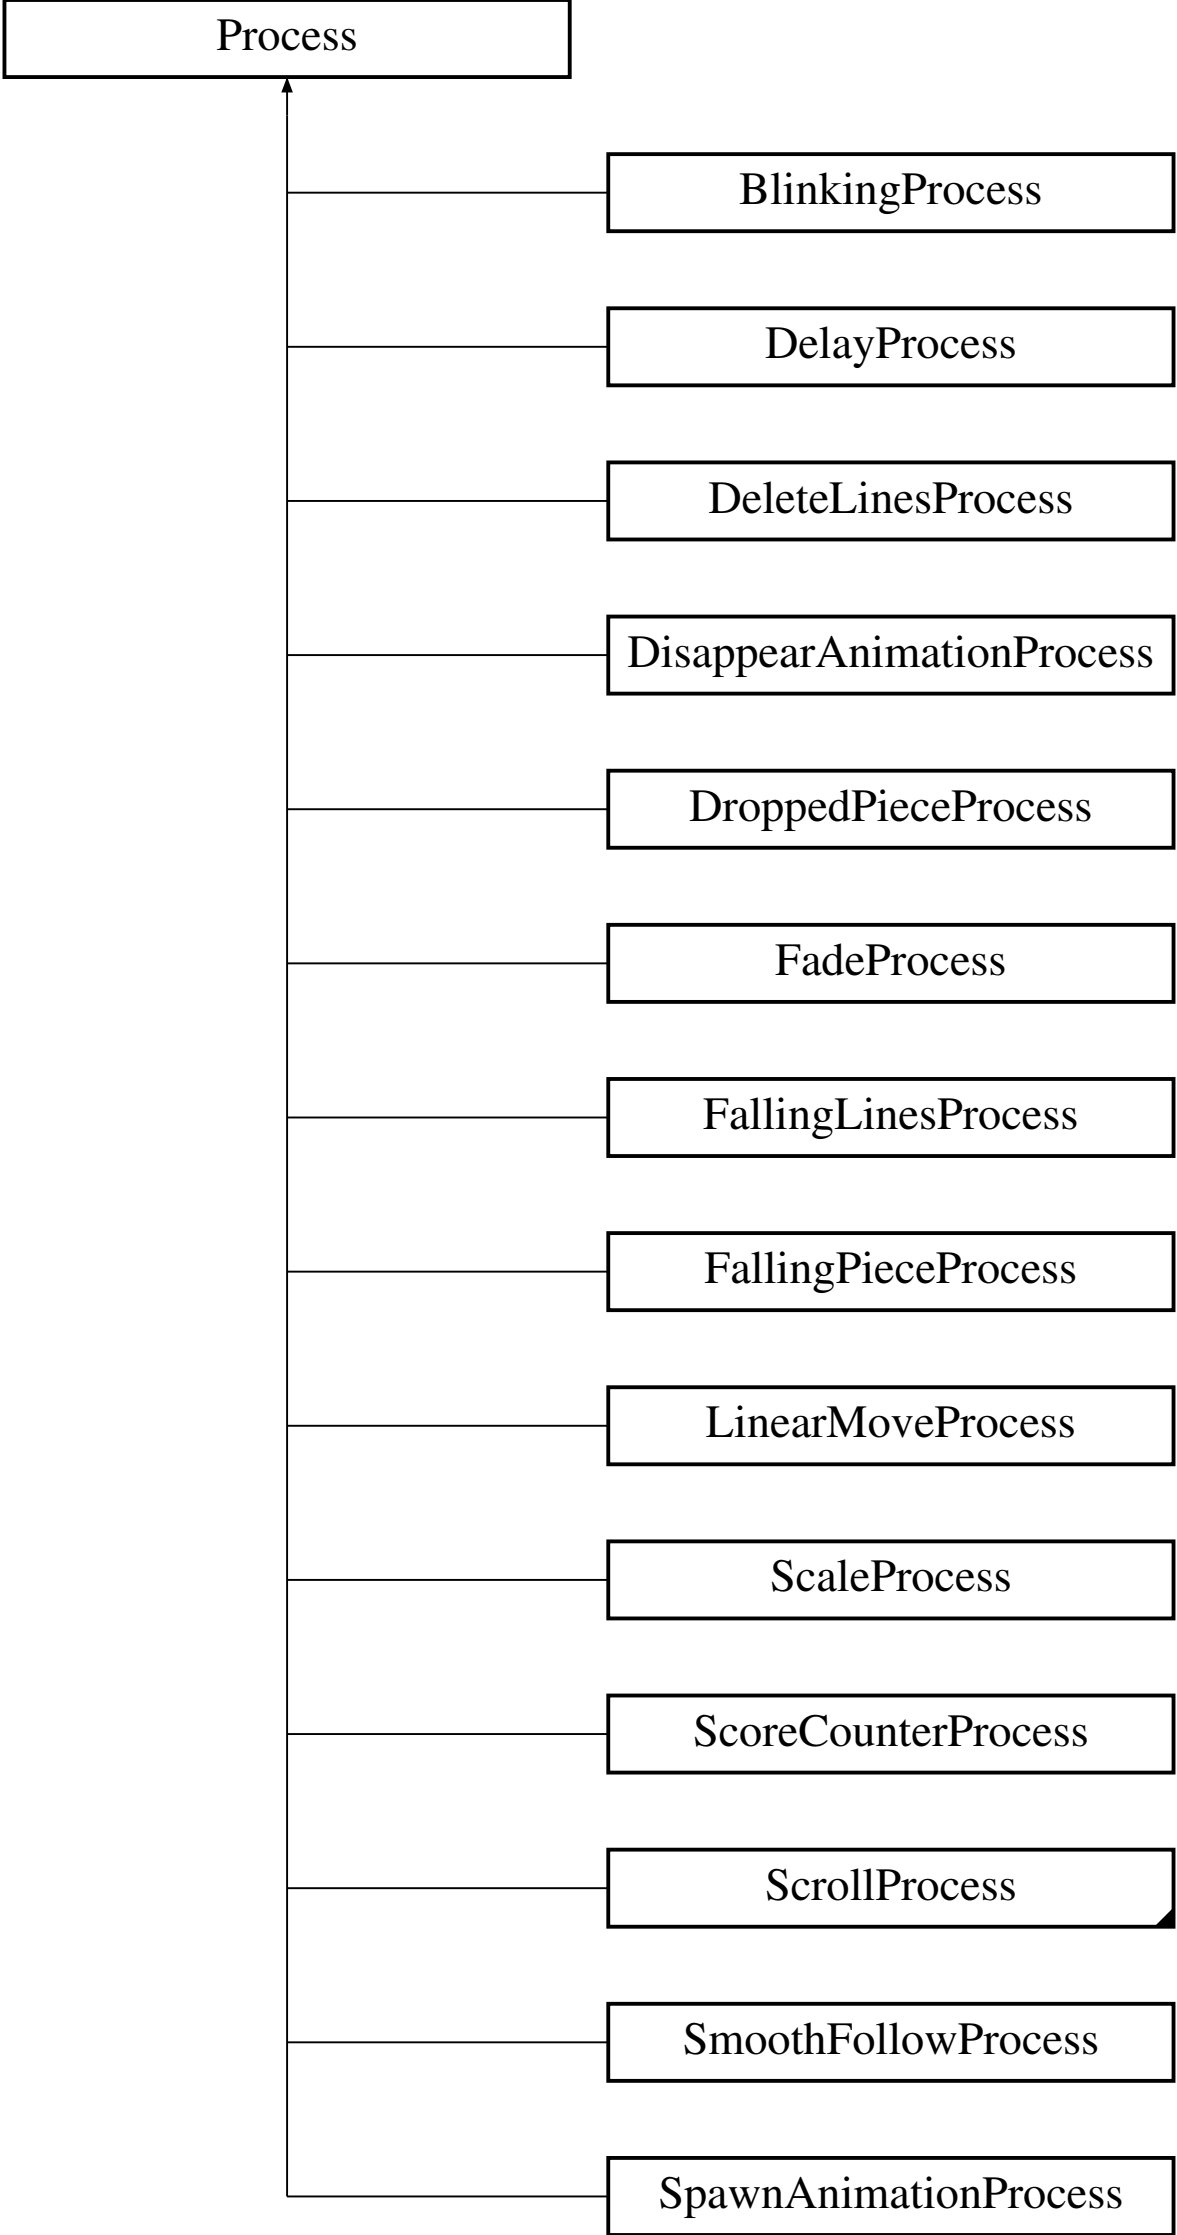 Process
BlinkingProcess
DelayProcess
DeleteLinesProcess
DisappearAnimationProcess
DroppedPieceProcess
FadeProcess
FallingLinesProcess
FallingPieceProcess
LinearMoveProcess
ScaleProcess
ScoreCounterProcess
ScrollProcess
SmoothFollowProcess
SpawnAnimationProcess